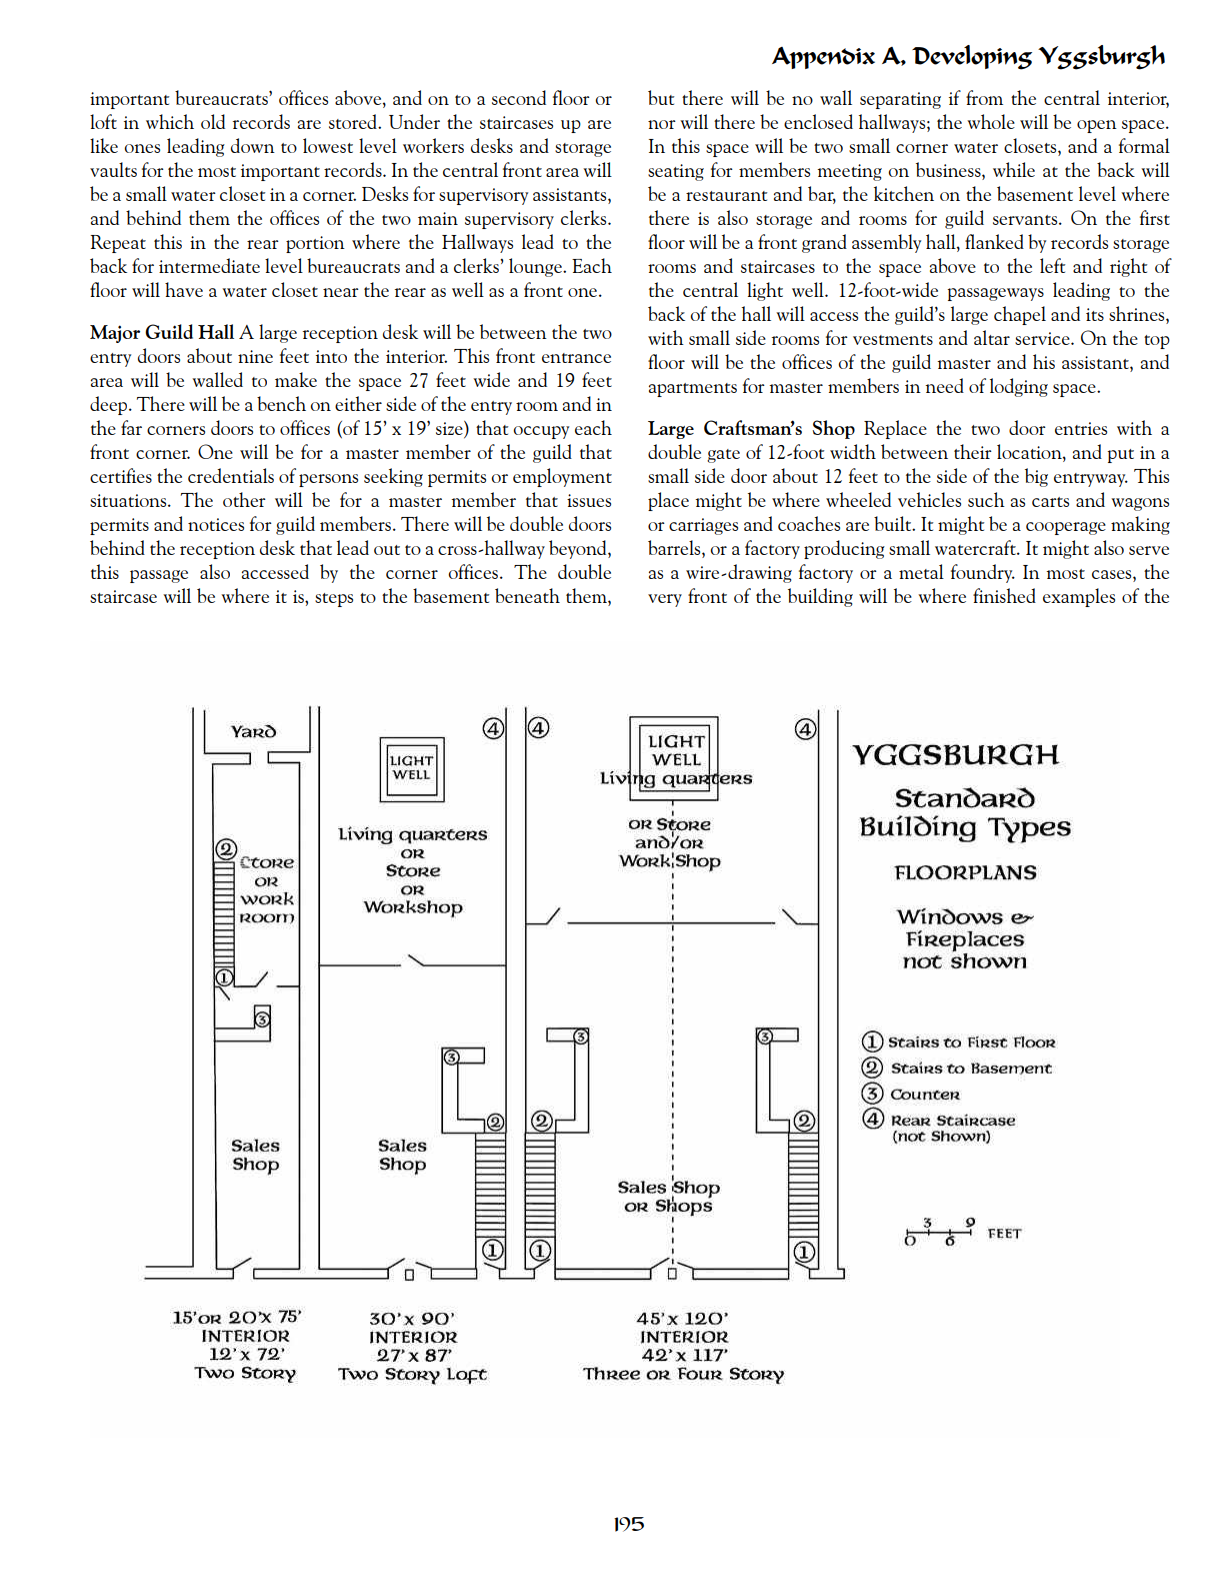 Appendix A. Developing Yggsburgh
important bureaucrats' offices above, and on to a second floor or
loft in which old records are stored. Under the staircases up are
like ones leading down to lowest level workers desks and storage
vaults for the most important records. In the central front area will
be a small water closet in a corner. Desks for supervisory assistants,
and behind them the offices of the two main supervisory clerks.
Repeat this in the rear portion where the Hallways lead to the
back for intermediate level bureaucrats and a clerks' lounge. Each
floor will have a water closet near the rear as well as a front one.
Major Guild Hall A large reception desk will be between the two
entry doors about nine feet into the interior. This front entrance
area will be walled to make the space 27 feet wide and 19 feet
deep. There will be a bench on either side of the entry room and in
the far corners doors to offices (of 15' x 19' size) that occupy each
front corner. One will be for a master member of the guild that
certifies the credentials of persons seeking permits or employment
situations. The other will be for a master member that issues
permits and notices for guild members. There will be double doors
behind the reception desk that lead out to a cross-hallway beyond,
this passage also accessed by the corner offices. The double
staircase will be where it is, steps to the basement beneath them,
but there will be no wall separating if from the central interior,
nor will there be enclosed hallways; the whole will be open space.
In this space will be two small corner water closets, and a formal
seating for members meeting on business, while at the back will
be a restaurant and bar, the kitchen on the basement level where
there is also storage and rooms for guild servants. On the first
floor will be a front grand assembly hall, flanked by records storage
rooms and staircases to the space above to the left and right of
the central light well. 12-foot-wide passageways leading to the
back of the hall will access the guild's large chapel and its shrines,
with small side rooms for vestments and altar service. On the top
floor will be the offices of the guild master and his assistant, and
apartments for master members in need of lodging space.
Large Craftsman's Shop Replace the two door entries with a
double gate of 12-foot width between their location, and put in a
small side door about 12 feet to the side of the big entryway. This
place might be where wheeled vehicles such as carts and wagons
or carriages and coaches are built. It might be a cooperage making
barrels, or a factory producing small watercraft. It might also serve
as a wire-drawing factory or a metal foundry. In most cases, the
very front of the building will be where finished examples of the
Yard
2
Store
or
work
room
1
3
Sales
Shop
15' or 20'x 75'
INTERIOR
12' x 72'
Two Story
LIGHT
WELL
4
Living quarters
or
Store
or
Workshop
3
2
Sales
Shop
1
30' x 90'
INTERIOR
27' x 87'
Two Story Loft
4
LIGHT
WELL
4
Living quarters
or Store
and/or
Work Shop
3
3
2
2
Sales Shop
or Shops
1
1
45' x 120'
INTERIOR
42' x 117'
Three or Four Story
YGGSBURGH
Standard
Building Types
FLOORPLANS
Windows &
Fireplaces
not shown
1 Stairs to First Floor
2 Stairs to Basement
3 Counter
4 Rear Staircase
(not Shown)
0 3 6 9 FEET
195